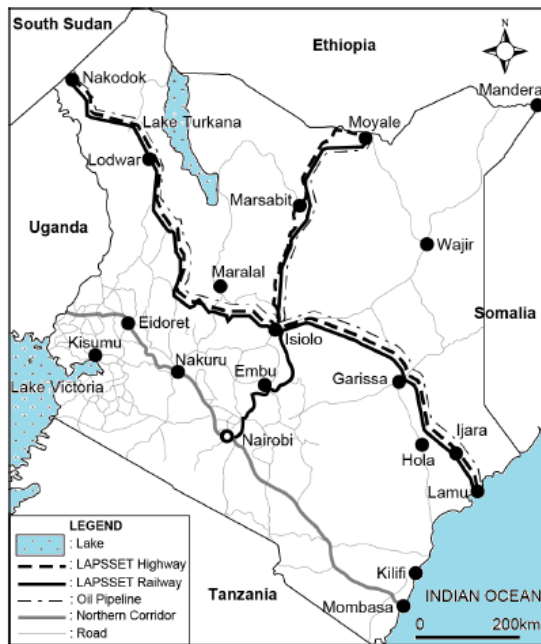 South Sudan
Ethiopia
Nakodok
Mandera
Lake Turkana
Moyale
Lodwar
Marsabit
Uganda
Wajir
Maralal
Somalia
Eidoret
Isiolo
Kisumu
Nakuru
Embu
Garissa
Lake Victoria
Ijara
Nairobi
Hola
Lamu
LEGEND
: Lake
: LAPSSET Highway
: LAPSSET Railway
: Oil Pipeline
: Northern Corridor
: Road
Tanzania
Kilifi
INDIAN OCEAN
Mombasa
0 200km